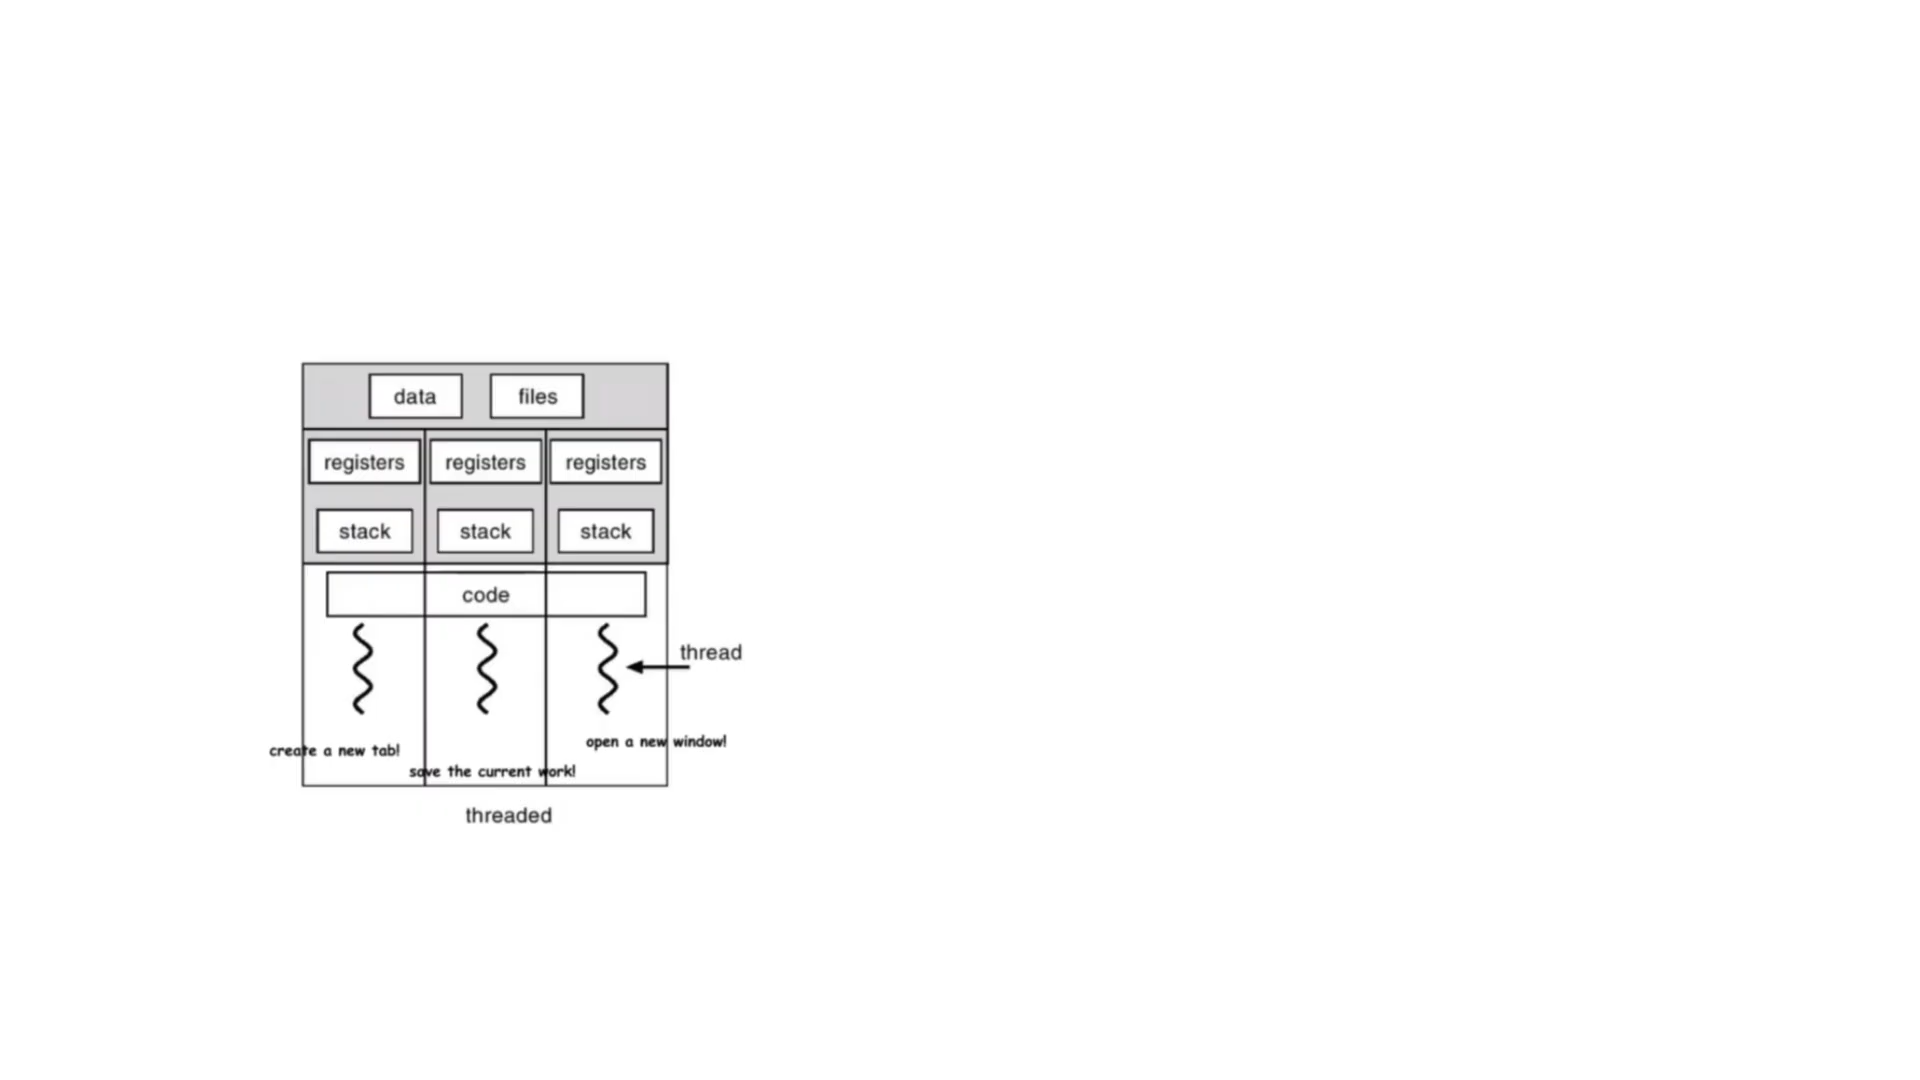 data files
registers registers registers
stack stack stack
code
thread
open a new window!
create a new tab!
save the current work!
threaded